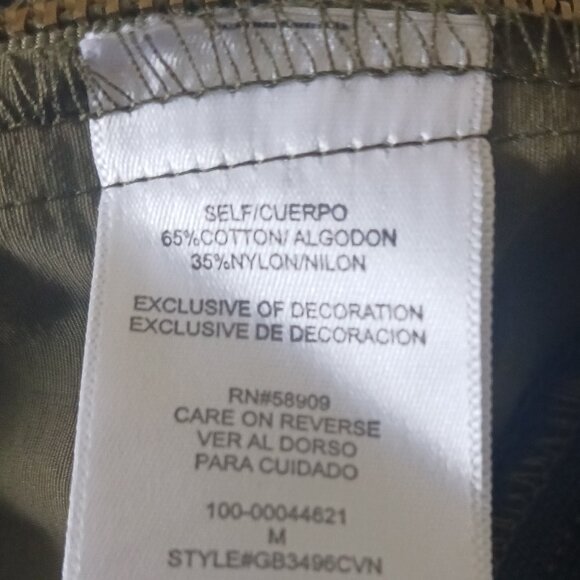 SELF/CUERPO
65%COTTON/ ALGODON
35%NYLON/NILON
EXCLUSIVE OF DECORATION
EXCLUSIVE DE DECORACION
RN#58909
CARE ON REVERSE
VER AL DORSO
PARA CUIDADO
100-00044621
M
STYLE#GB3496CVN